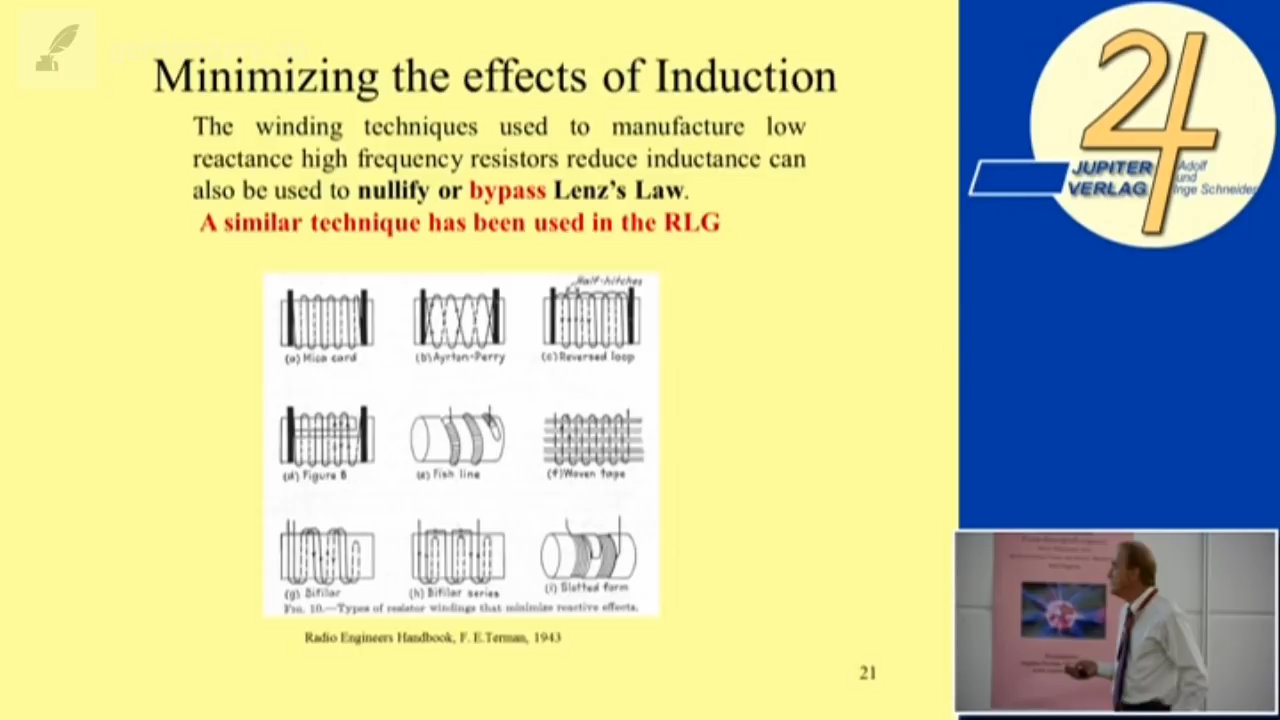 Minimizing the effects of Induction
The winding techniques used to manufacture low
reactance high frequency resistors reduce inductance can
also be used to nullify or bypass Lenz's Law.
A similar technique has been used in the RLG
Half-hitches
(a) Mica card
(b) Ayrton-Perry
(c) Reversed loop
(d) Figure 8
(e) Fish line
(f) Woven tape
(g) Bifilar
(h) Bifilar series
(i) Slotted form
FIG. 10.—Types of resistor windings that minimize reactive effects.
Radio Engineers Handbook, F. E.Terman, 1943
21
JUPITER
VERLAG
Adolf
und
Inge Schneider